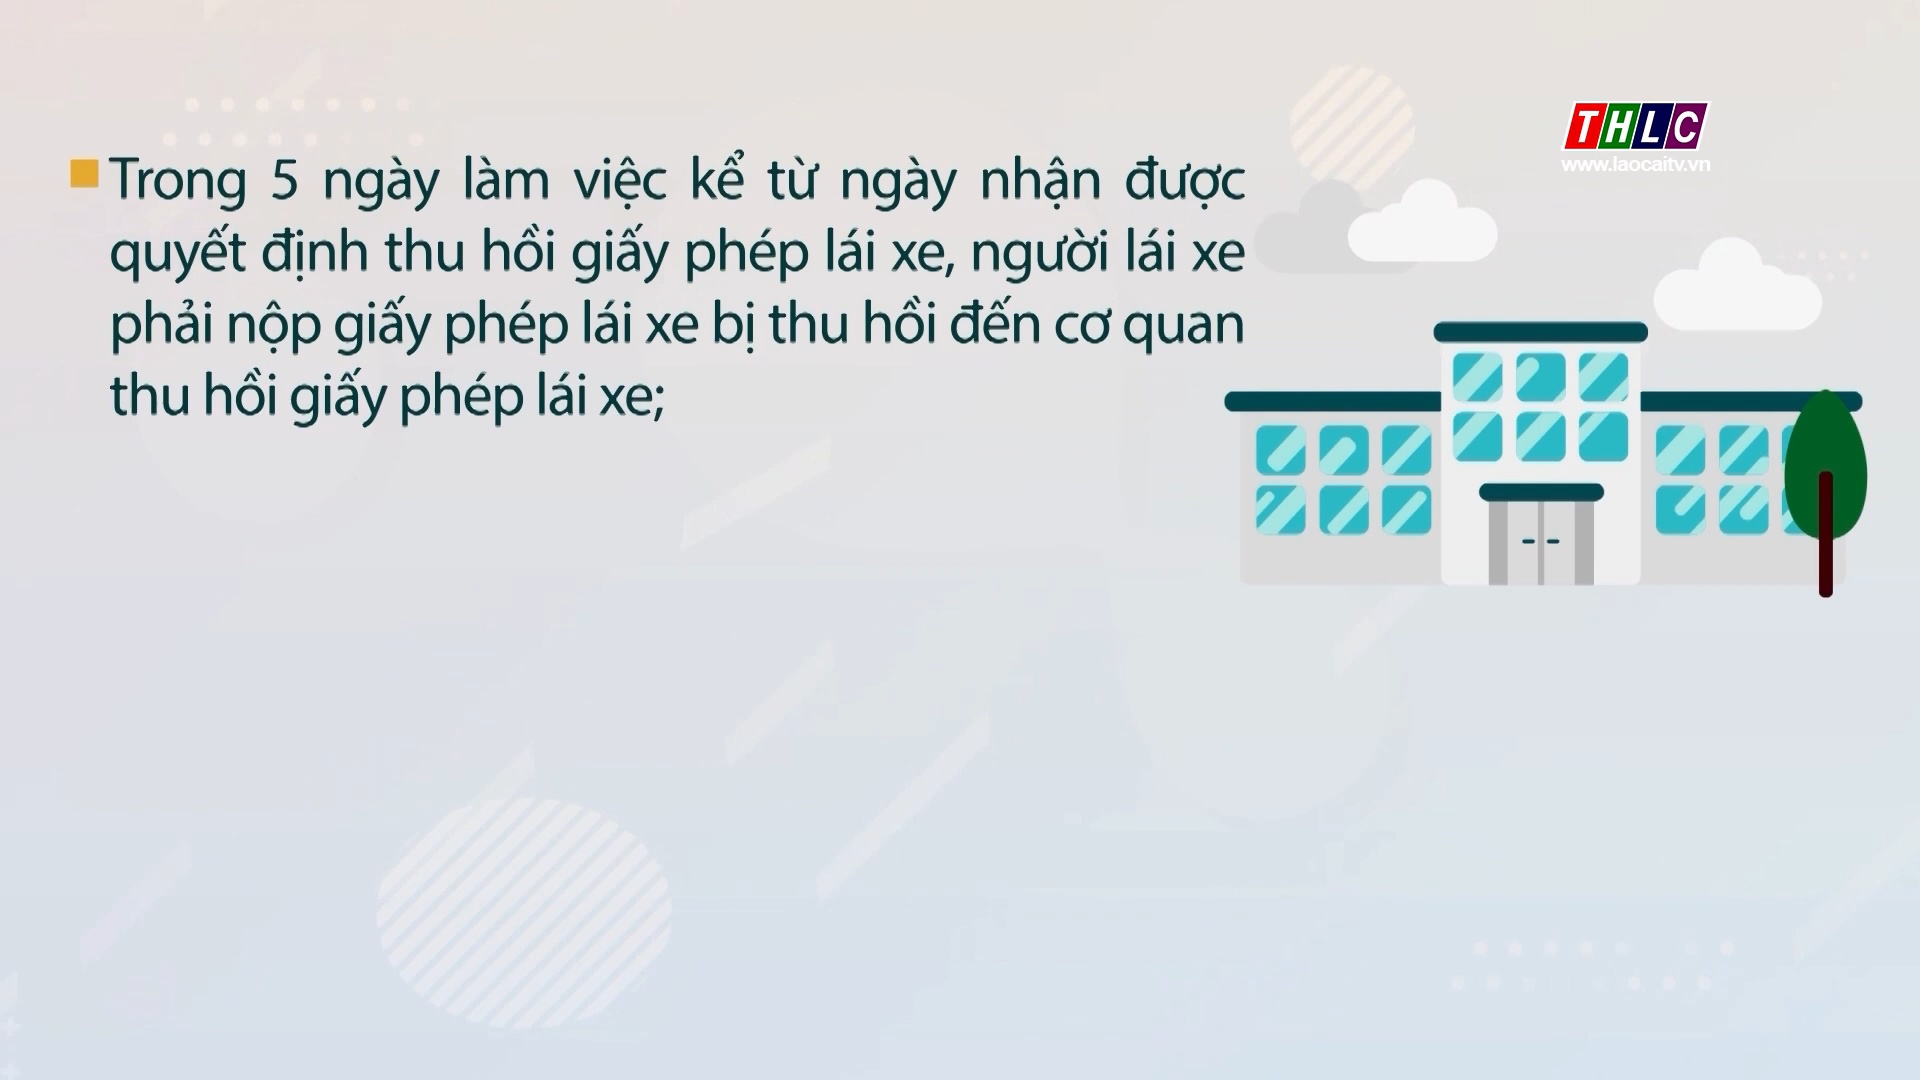 THLC
www.laocaitv.vn
Trong 5 ngày làm việc kể từ ngày nhận được
quyết định thu hồi giấy phép lái xe, người lái xe
phải nộp giấy phép lái xe bị thu hồi đến cơ quan
thu hồi giấy phép lái xe;